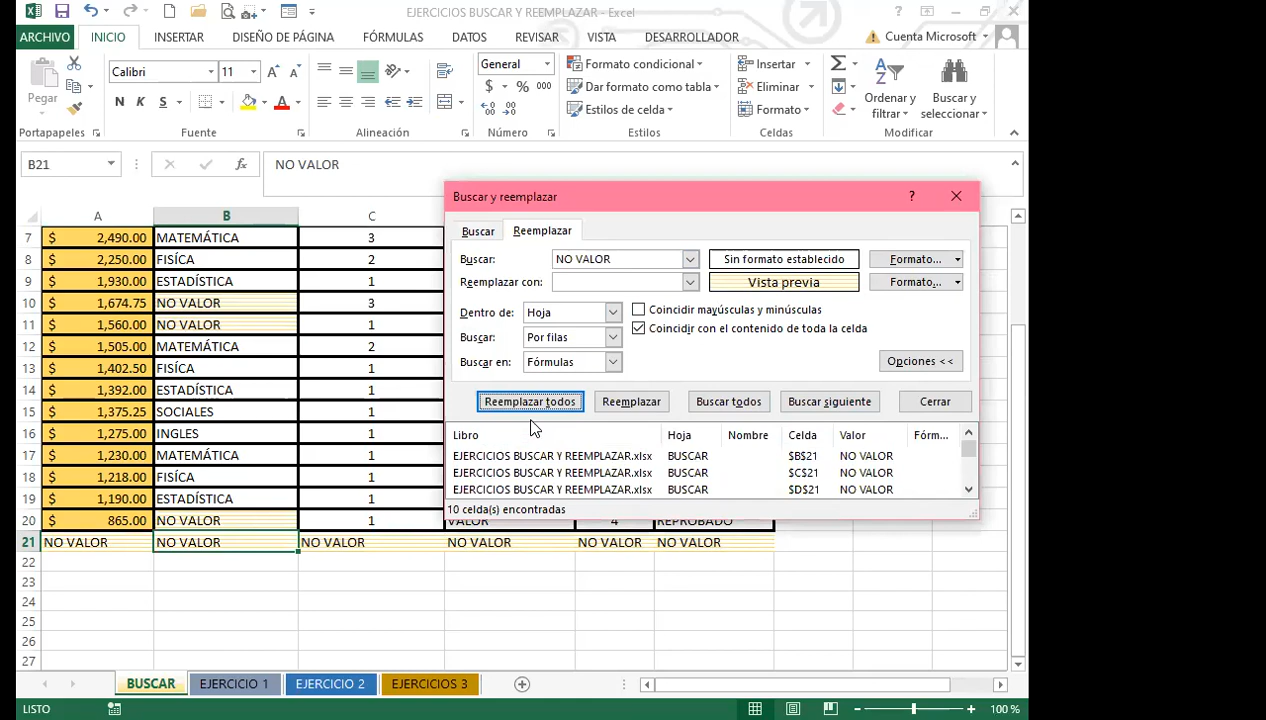 EJERCICIOS BUSCAR Y REEMPLAZAR - Excel
ARCHIVO INICIO INSERTAR DISEÑO DE PÁGINA FÓRMULAS DATOS REVISAR VISTA DESARROLLADOR Cuenta Microsoft
Pegar
Calibri 11
N K S
General
$ % 000
Formato condicional
Dar formato como tabla
Estilos de celda
Insertar
Eliminar
Formato
Ordenar y filtrar
Buscar y seleccionar
Portapapeles Fuente Alineación Número Estilos Celdas Modificar
B21 fx NO VALOR
Buscar y reemplazar
Buscar Reemplazar
Buscar: NO VALOR Sin formato establecido Formato...
Reemplazar con: Vista previa Formato...
Dentro de: Hoja Coincidir mayúsculas y minúsculas
Buscar: Por filas Coincidir con el contenido de toda la celda
Buscar en: Fórmulas Opciones <<
Reemplazar todos Reemplazar Buscar todos Buscar siguiente Cerrar
Libro Hoja Nombre Celda Valor Fórm...
EJERCICIOS BUSCAR Y REEMPLAZAR.xlsx BUSCAR $B$21 NO VALOR
EJERCICIOS BUSCAR Y REEMPLAZAR.xlsx BUSCAR $C$21 NO VALOR
EJERCICIOS BUSCAR Y REEMPLAZAR.xlsx BUSCAR $D$21 NO VALOR
10 celda(s) encontradas
A B C
7 $ 2,490.00 MATEMÁTICA 3
8 $ 2,250.00 FISÍCA 2
9 $ 1,930.00 ESTADÍSTICA 1
10 $ 1,674.75 NO VALOR 3
11 $ 1,560.00 NO VALOR 1
12 $ 1,505.00 MATEMÁTICA 2
13 $ 1,402.50 FISÍCA 1
14 $ 1,392.00 ESTADÍSTICA 1
15 $ 1,375.25 SOCIALES 1
16 $ 1,275.00 INGLES 1
17 $ 1,230.00 MATEMÁTICA 1
18 $ 1,218.00 FISÍCA 1
19 $ 1,190.00 ESTADÍSTICA 1
20 $ 865.00 NO VALOR 1 VALOR 4 REPROBADO
21 NO VALOR NO VALOR NO VALOR NO VALOR NO VALOR NO VALOR
22
23
24
25
26
27
BUSCAR EJERCICIO 1 EJERCICIO 2 EJERCICIOS 3
LISTO 100 %